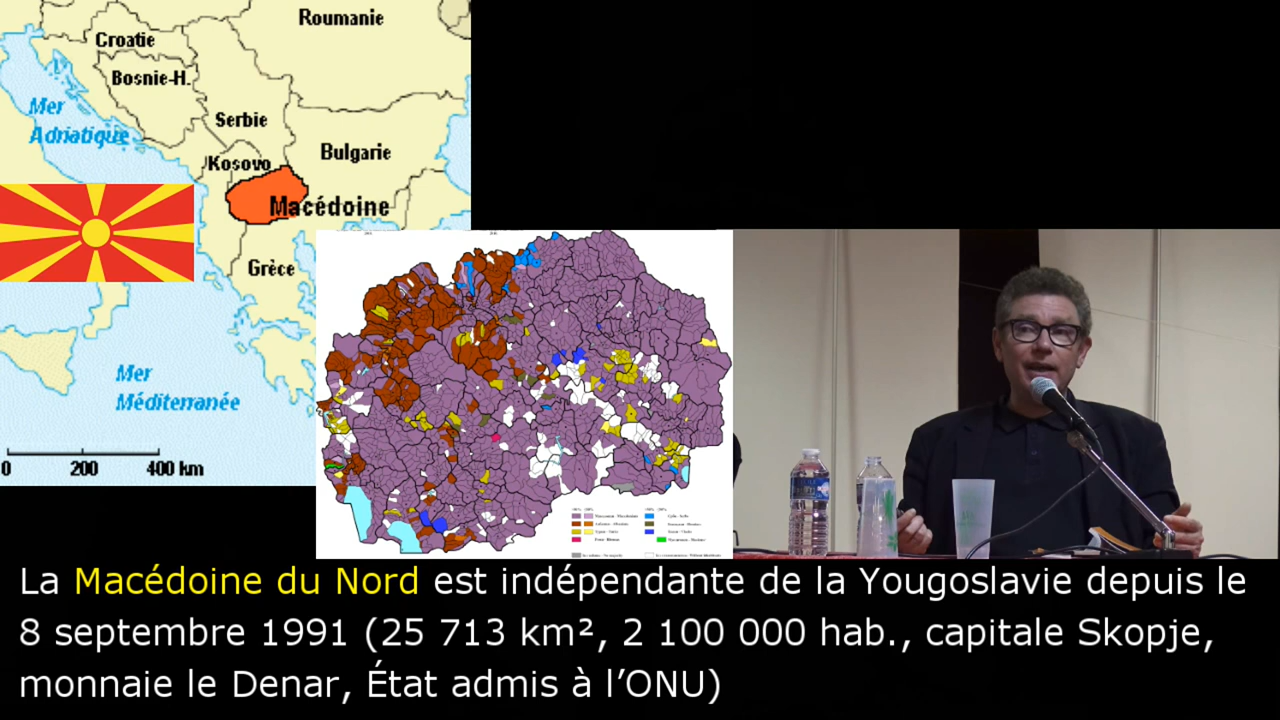 Roumanie
Croatie
Bosnie-H.
Mer
Adriatique
Serbie
Kosovo
Bulgarie
Macédoine
Grèce
Mer
Méditerranée
0 200 400 km
La Macédoine du Nord est indépendante de la Yougoslavie depuis le
8 septembre 1991 (25 713 km², 2 100 000 hab., capitale Skopje,
monnaie le Denar, État admis à l’ONU)